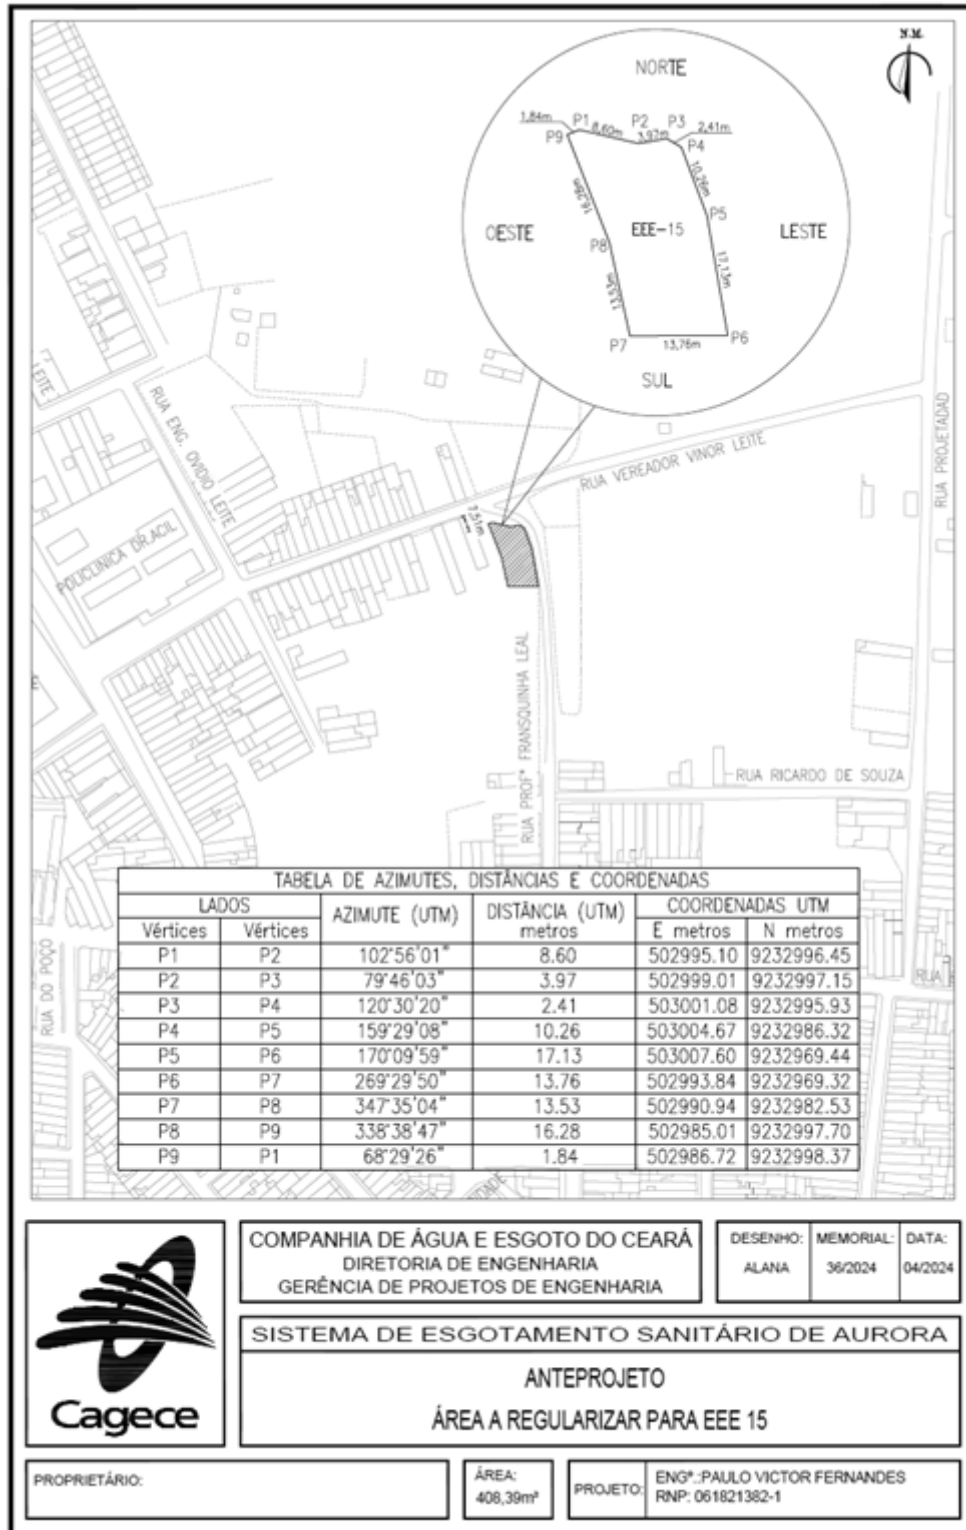 N.M.
NORTE
1,84m P1 8,60m P2 3,97m P3 2,41m
P9 P4
16,28m 10,26m
OESTE P8 EEE-15 P5 LESTE
13,53m 17,13m
P7 13,76m P6
SUL
LEITE
RUA ENG. OVIDIO LEITE
RUA VEREADOR VINOR LEITE
RUA PROJETADAD
7,51m
POLICLINICA DR.ACIL
RUA PROFª FRANSQUINHA LEAL
RUA RICARDO DE SOUZA
RUA DO POÇO
RUA
TABELA DE AZIMUTES, DISTÂNCIAS E COORDENADAS
LADOS AZIMUTE (UTM) DISTÂNCIA (UTM) metros COORDENADAS UTM
Vértices Vértices E metros N metros
P1 P2 102°56'01" 8.60 502995.10 9232996.45
P2 P3 79°46'03" 3.97 502999.01 9232997.15
P3 P4 120°30'20" 2.41 503001.08 9232995.93
P4 P5 159°29'08" 10.26 503004.67 9232986.32
P5 P6 170°09'59" 17.13 503007.60 9232969.44
P6 P7 269°29'50" 13.76 502993.84 9232969.32
P7 P8 347°35'04" 13.53 502990.94 9232982.53
P8 P9 338°38'47" 16.28 502985.01 9232997.70
P9 P1 68°29'26" 1.84 502986.72 9232998.37
Cagece
COMPANHIA DE ÁGUA E ESGOTO DO CEARÁ
DIRETORIA DE ENGENHARIA
GERÊNCIA DE PROJETOS DE ENGENHARIA
DESENHO: MEMORIAL: DATA:
ALANA 36/2024 04/2024
SISTEMA DE ESGOTAMENTO SANITÁRIO DE AURORA
ANTEPROJETO
ÁREA A REGULARIZAR PARA EEE 15
PROPRIETÁRIO:
ÁREA:
408,39m²
PROJETO: ENGº.:PAULO VICTOR FERNANDES
RNP: 061821382-1